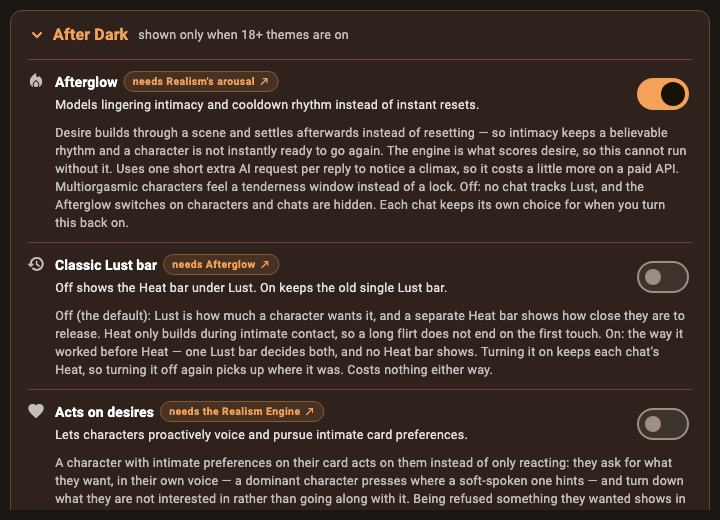 After Dark shown only when 18+ themes are on
Afterglow needs Realism's arousal ↗
Models lingering intimacy and cooldown rhythm instead of instant resets.
Desire builds through a scene and settles afterwards instead of resetting — so intimacy keeps a believable
rhythm and a character is not instantly ready to go again. The engine is what scores desire, so this cannot run
without it. Uses one short extra AI request per reply to notice a climax, so it costs a little more on a paid API.
Multiorgasmic characters feel a tenderness window instead of a lock. Off: no chat tracks Lust, and the
Afterglow switches on characters and chats are hidden. Each chat keeps its own choice for when you turn
this back on.
Classic Lust bar needs Afterglow ↗
Off shows the Heat bar under Lust. On keeps the old single Lust bar.
Off (the default): Lust is how much a character wants it, and a separate Heat bar shows how close they are to
release. Heat only builds during intimate contact, so a long flirt does not end on the first touch. On: the way it
worked before Heat — one Lust bar decides both, and no Heat bar shows. Turning it on keeps each chat's
Heat, so turning it off again picks up where it was. Costs nothing either way.
Acts on desires needs the Realism Engine ↗
Lets characters proactively voice and pursue intimate card preferences.
A character with intimate preferences on their card acts on them instead of only reacting: they ask for what
they want, in their own voice — a dominant character presses where a soft-spoken one hints — and turn down
what they are not interested in rather than going along with it. Being refused something they wanted shows in